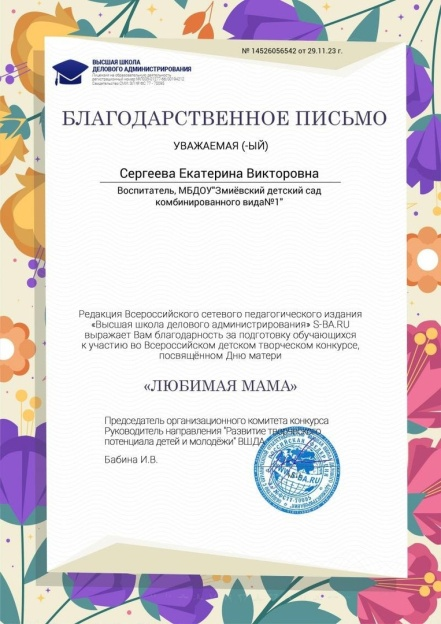 № 14526056542 от 29.11.23 г.
ВЫСШАЯ ШКОЛА
ДЕЛОВОГО АДМИНИСТРИРОВАНИЯ
БЛАГОДАРСТВЕННОЕ ПИСЬМО
УВАЖАЕМАЯ (-ЫЙ)
Сергеева Екатерина Викторовна
Воспитатель, МБДОУ"Змиёвский детский сад
комбинированного вида№1"
Редакция Всероссийского сетевого педагогического издания
«Высшая школа делового администрирования» S-BA.RU
выражает Вам благодарность за подготовку обучающихся
к участию во Всероссийском детском творческом конкурсе,
посвящённом Дню матери
«ЛЮБИМАЯ МАМА»
Председатель организационного комитета конкурса
Руководитель направления "Развитие творческого
потенциала детей и молодёжи" ВШДА
Бабина И.В.
S-BA.RU